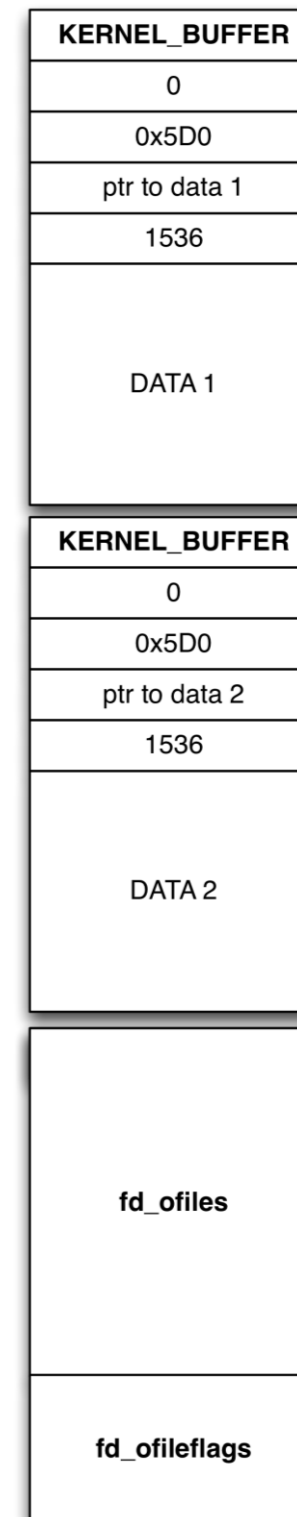 KERNEL_BUFFER
0
0x5D0
ptr to data 1
1536
DATA 1
KERNEL_BUFFER
0
0x5D0
ptr to data 2
1536
DATA 2
fd_ofiles
fd_ofileflags